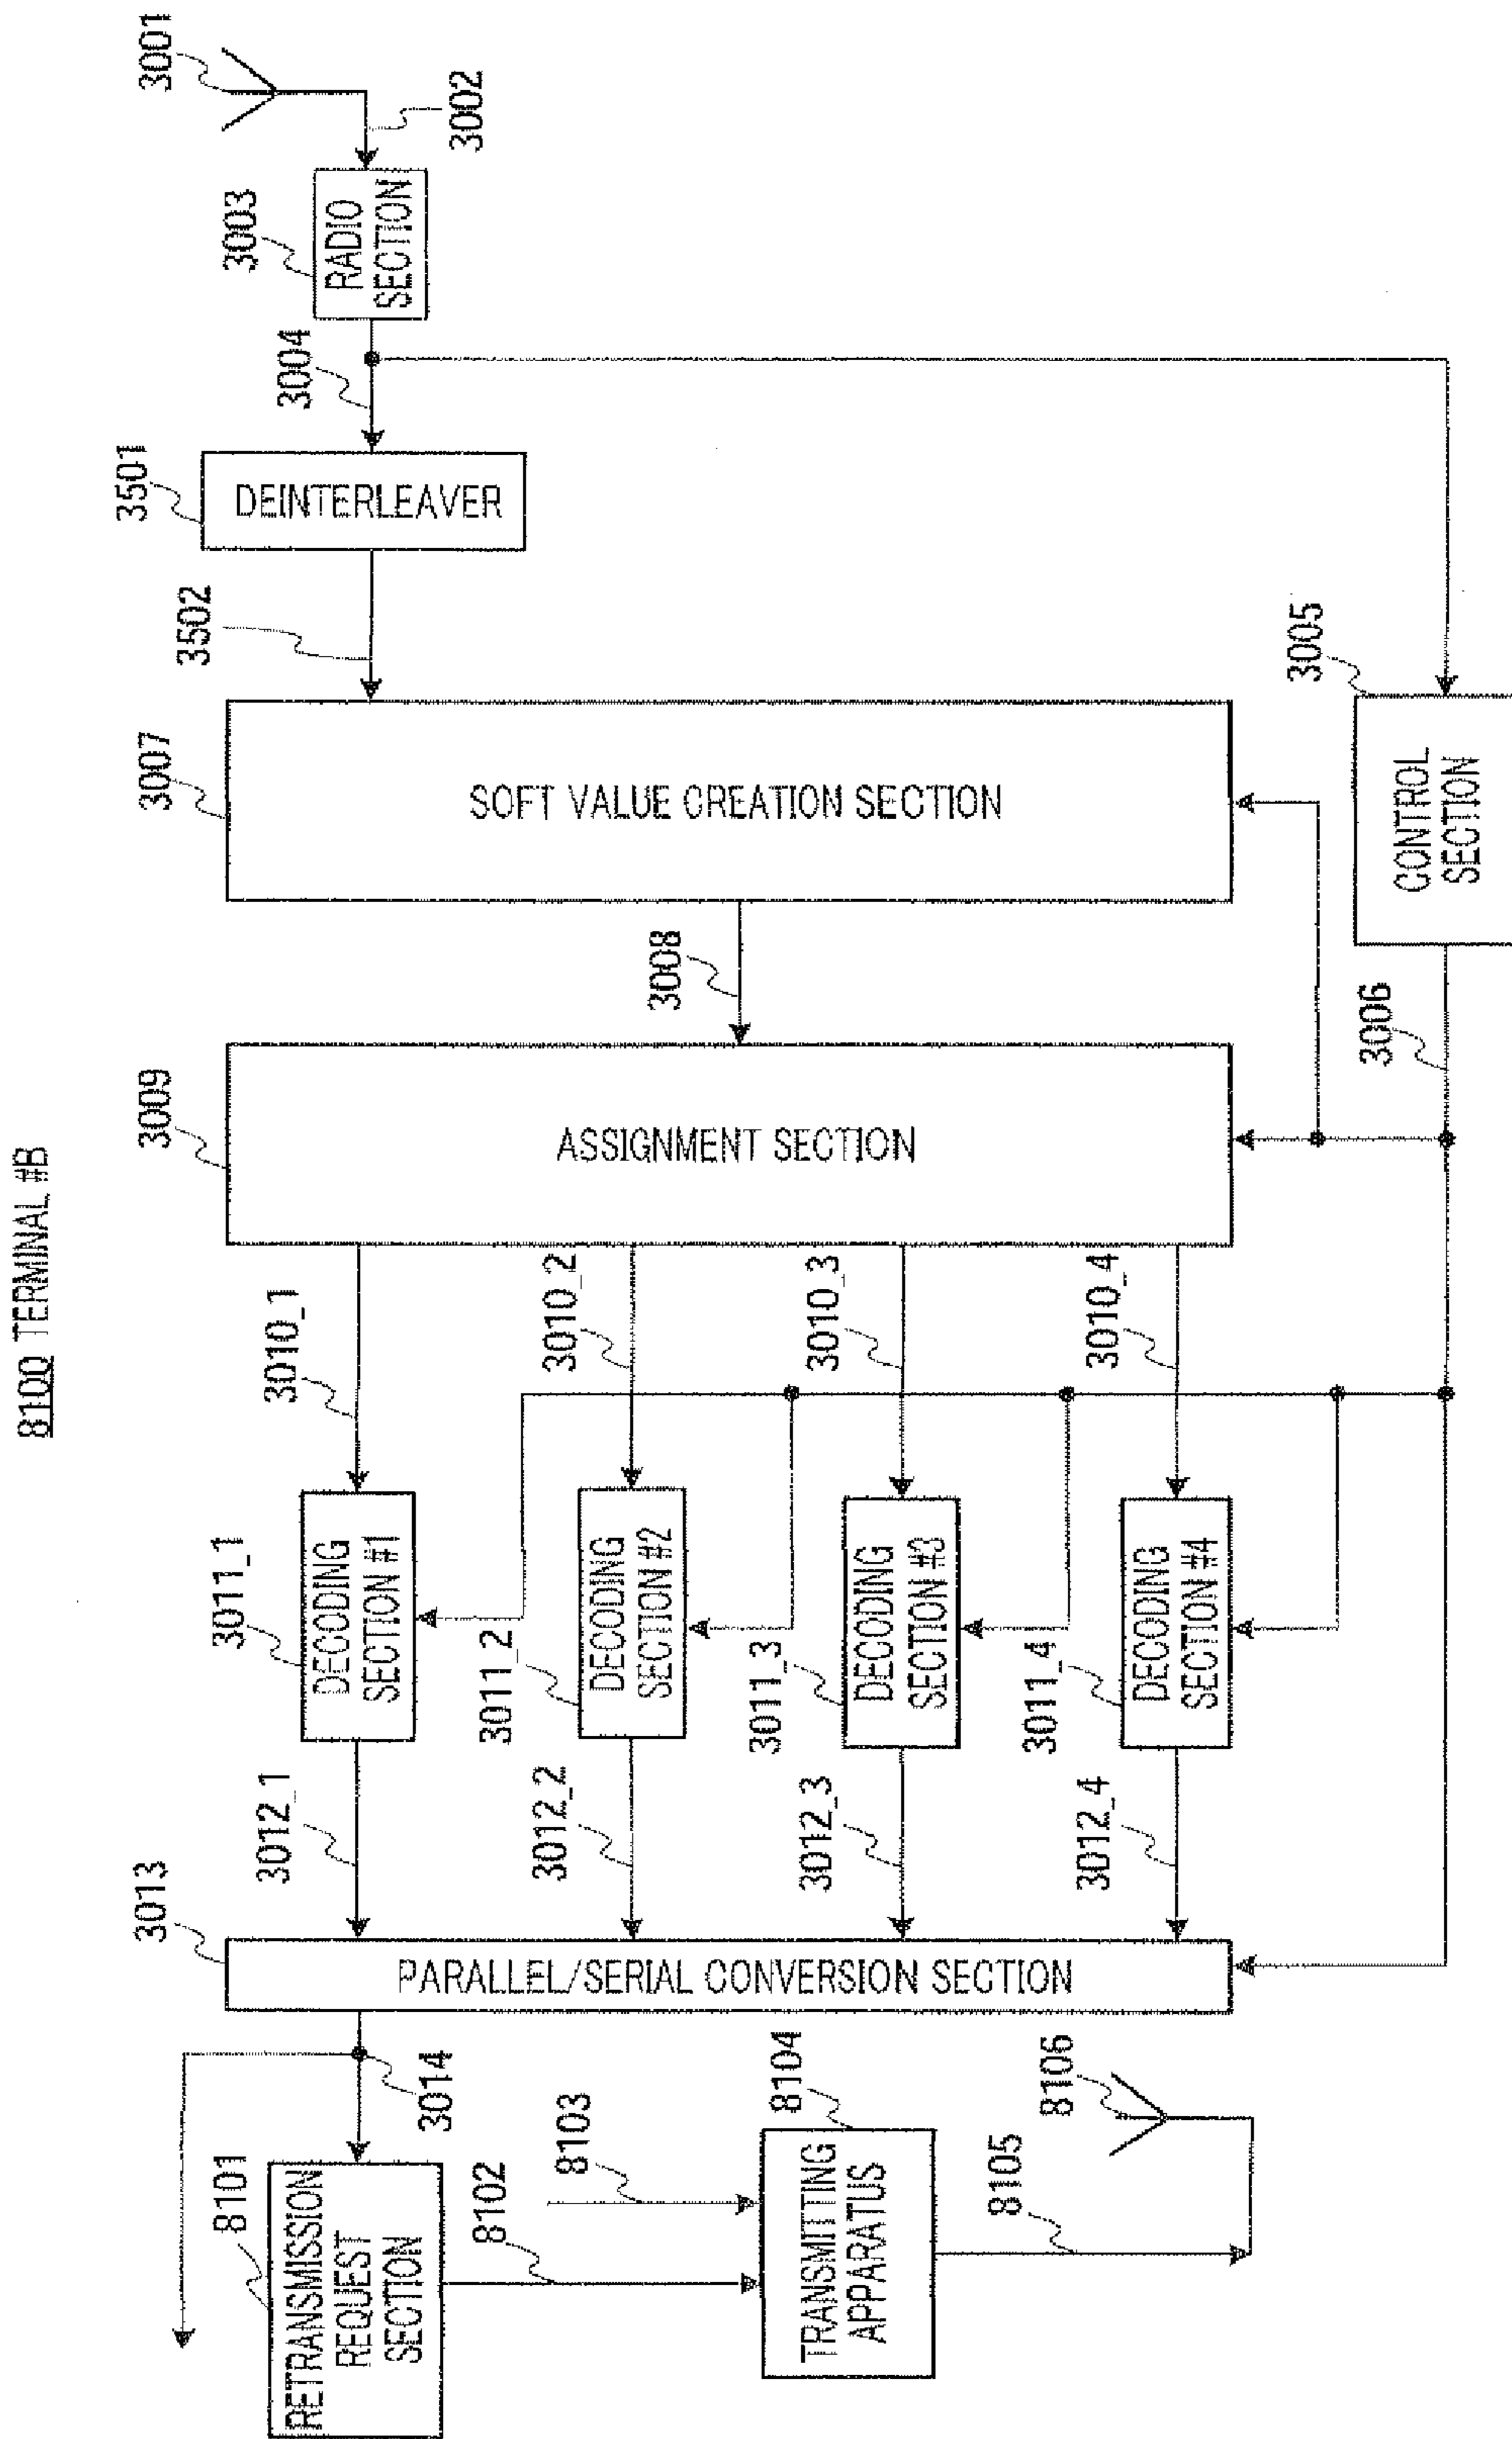 8100 TERMINAL #B
3001
3002
3003
RADIO
SECTION
3004
3501
DEINTERLEAVER
3502
3007
SOFT VALUE CREATION SECTION
3005
CONTROL
SECTION
3006
3008
3009
ASSIGNMENT SECTION
3010_1
3010_2
3010_3
3010_4
3011_1
DECODING
SECTION #1
3011_2
DECODING
SECTION #2
3011_3
DECODING
SECTION #3
3011_4
DECODING
SECTION #4
3012_1
3012_2
3012_3
3012_4
3013
PARALLEL/SERIAL CONVERSION SECTION
3014
8101
RETRANSMISSION
REQUEST
SECTION
8102
8103
8104
TRANSMITTING
APPARATUS
8105
8106